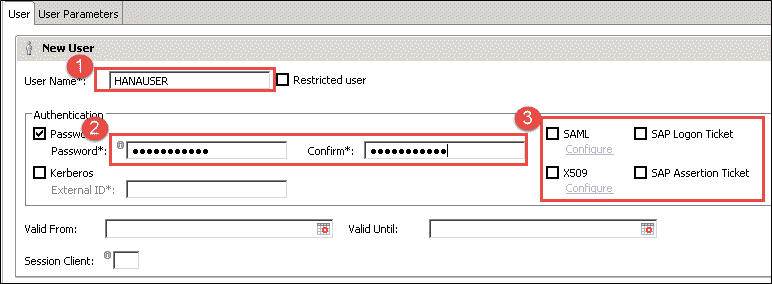 User User Parameters
New User
1
User Name*: HANAUSER Restricted user
Authentication
2 3
Passwo SAML SAP Logon Ticket
Password*: ●●●●●●●●●●● Confirm*: ●●●●●●●●●●● Configure
Kerberos X509 SAP Assertion Ticket
External ID*: Configure
Valid From: Valid Until:
Session Client: